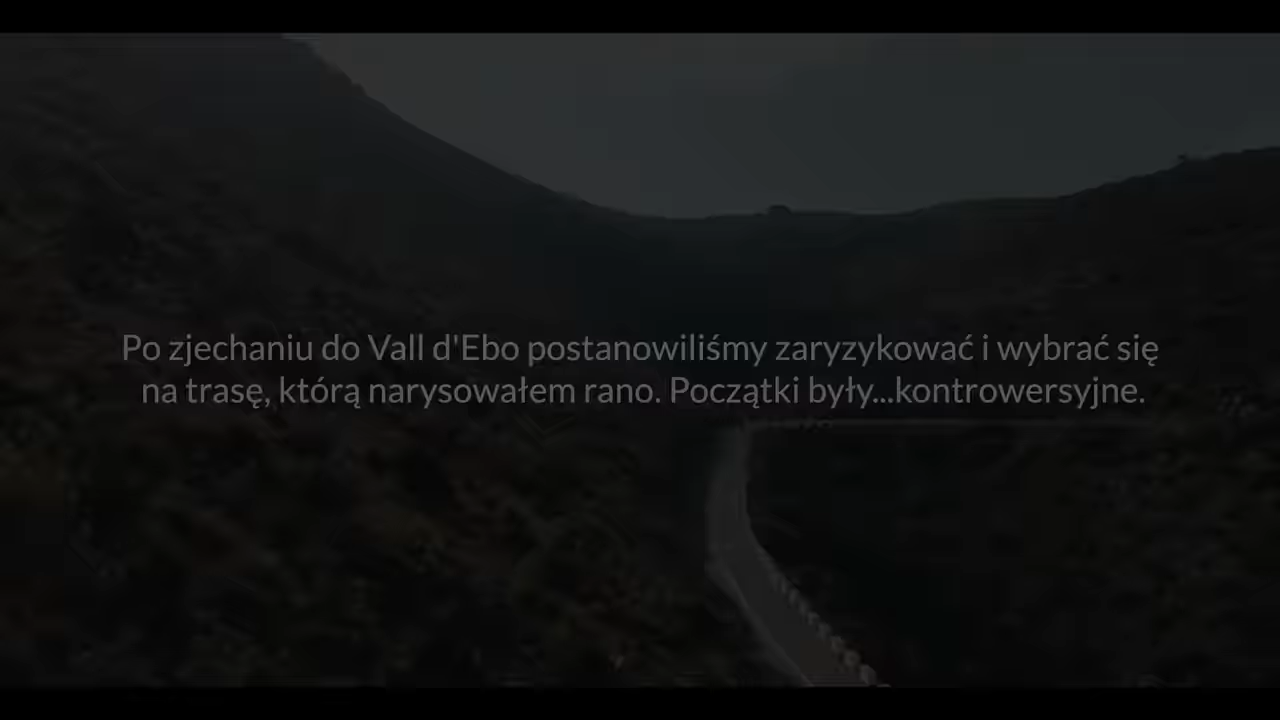 Po zjechaniu do Vall d'Ebo postanowiliśmy zaryzykować i wybrać się
na trasę, którą narysowałem rano. Początki były...kontrowersyjne.